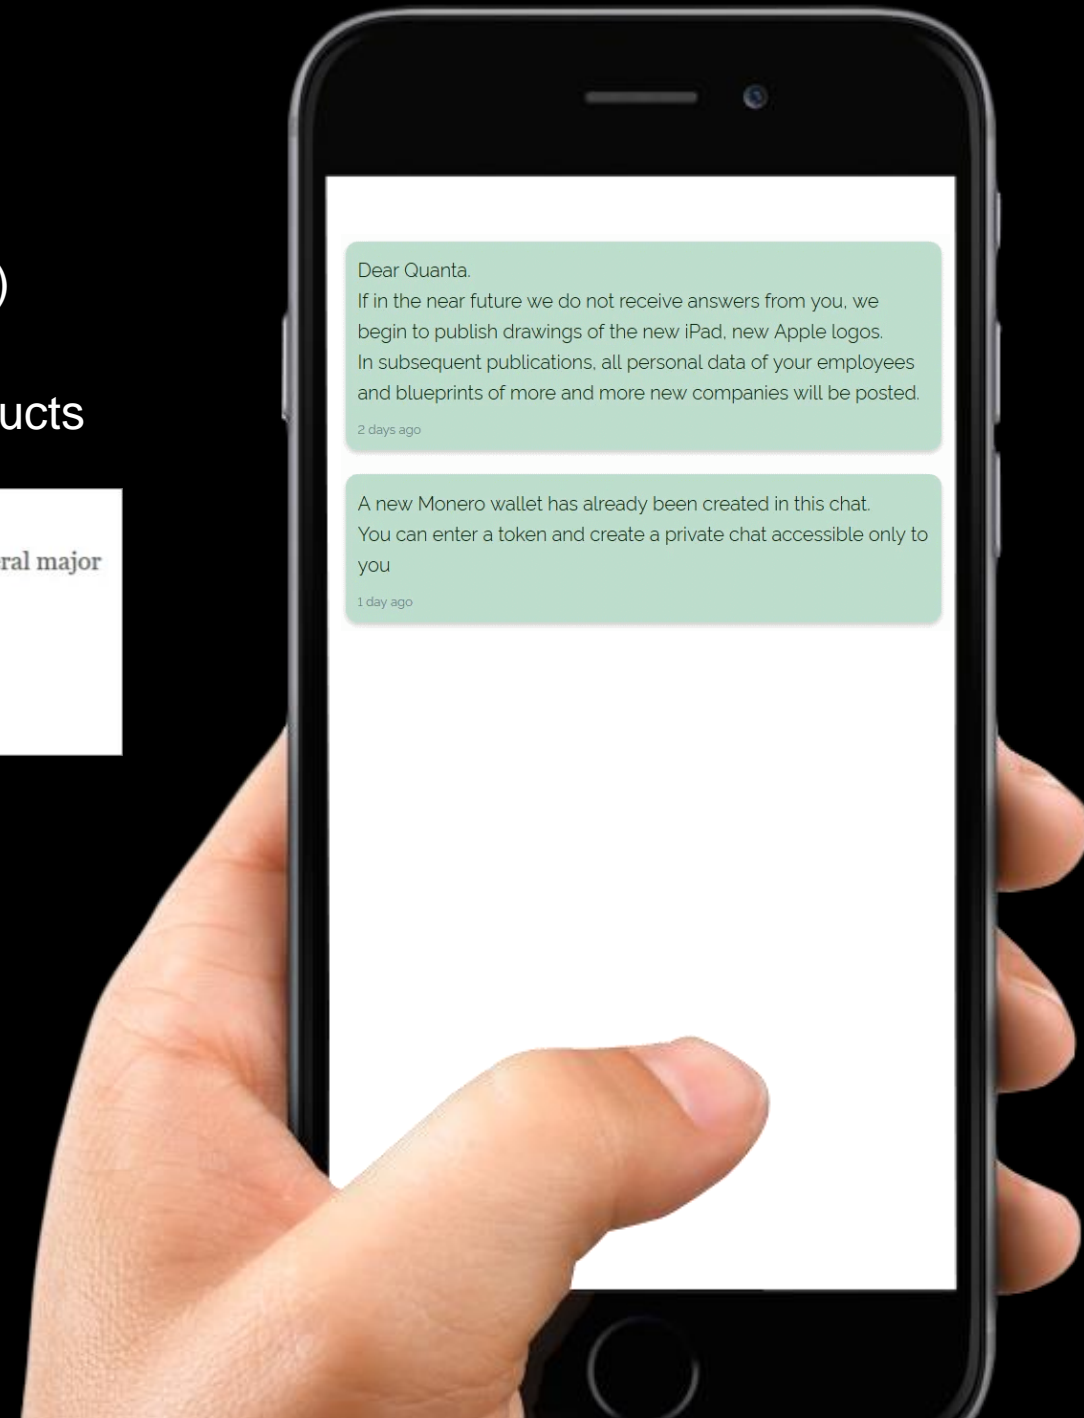 )
ucts
ral major
Dear Quanta.
If in the near future we do not receive answers from you, we
begin to publish drawings of the new iPad, new Apple logos.
In subsequent publications, all personal data of your employees
and blueprints of more and more new companies will be posted.
2 days ago
A new Monero wallet has already been created in this chat.
You can enter a token and create a private chat accessible only to
you
1 day ago